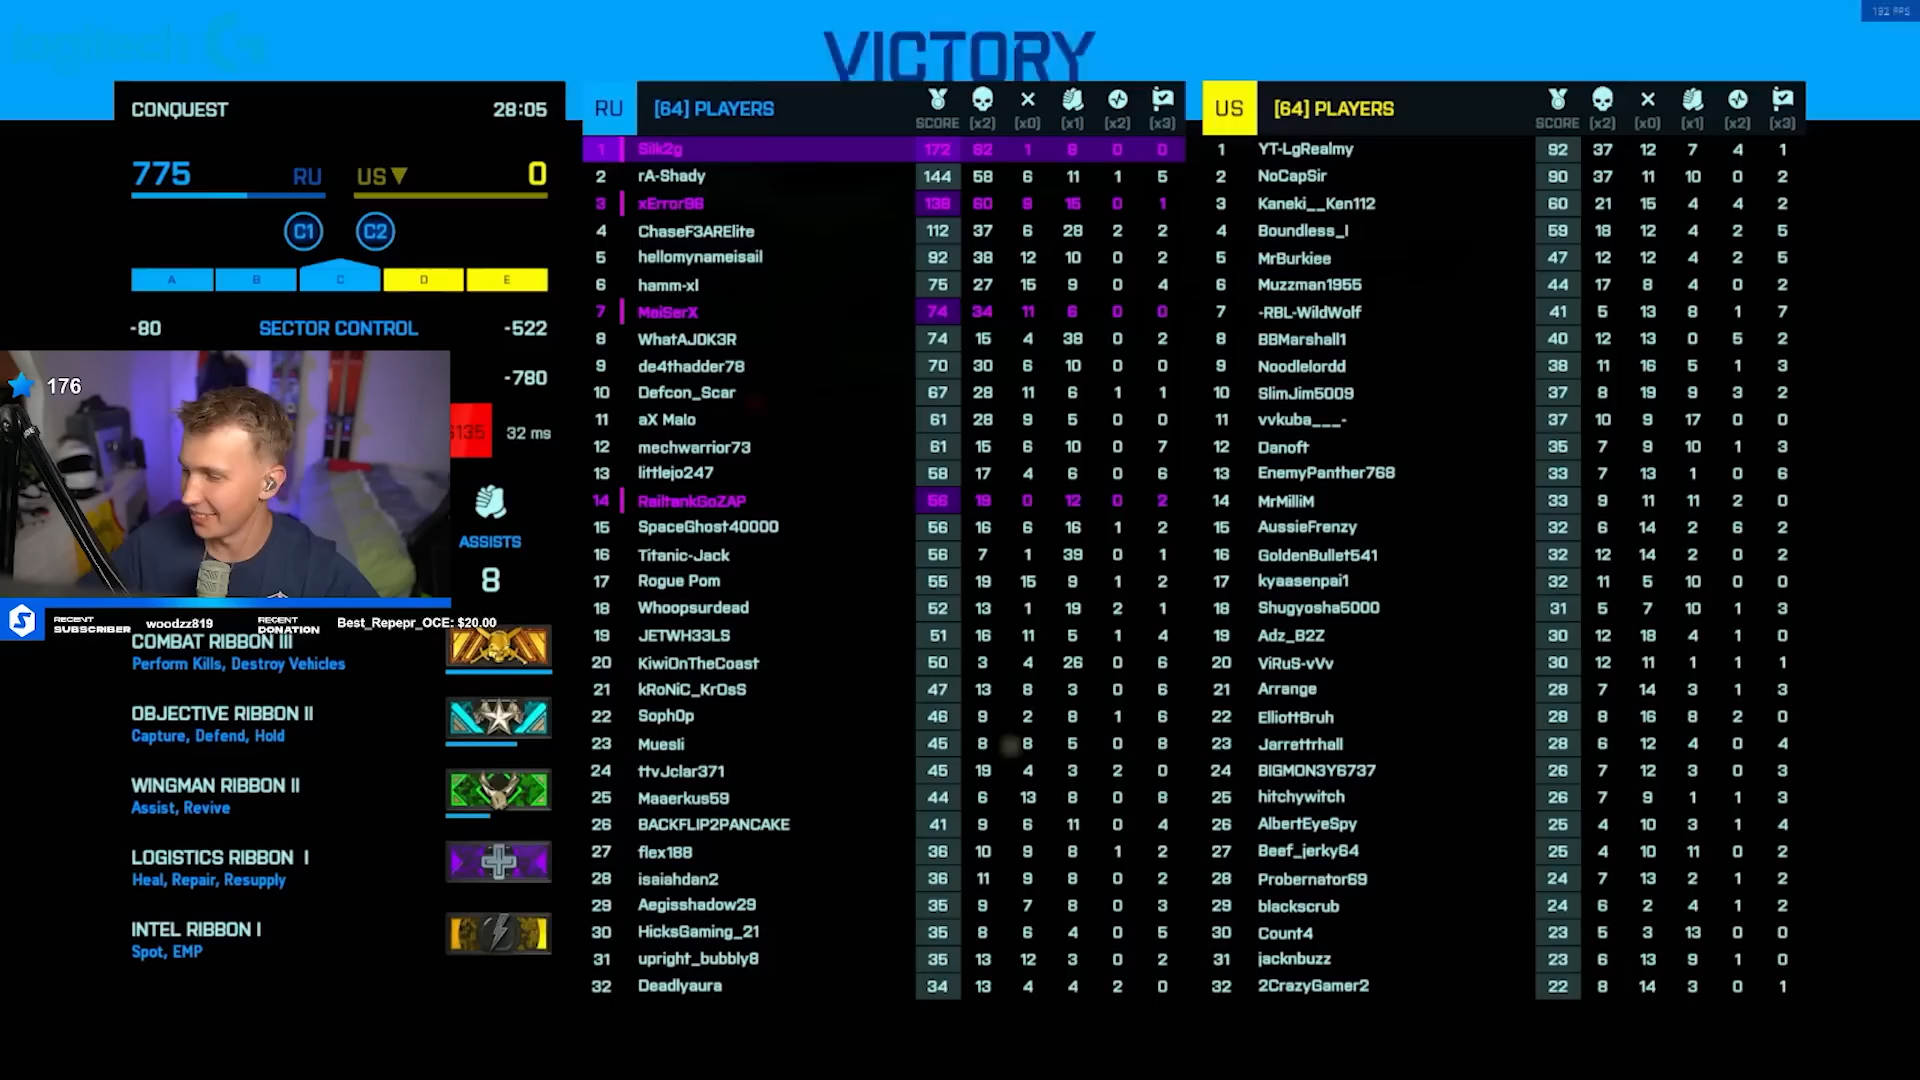 logitech G
VICTORY
192 FPS
CONQUEST 28:05
775 RU US 0
C1 C2
A B C D E
-80 SECTOR CONTROL -522
-780
176
32 ms
ASSISTS
8
RECENT SUBSCRIBER woodzz819 RECENT DONATION Best_Repepr_OCE: $20.00
COMBAT RIBBON III
Perform Kills, Destroy Vehicles
OBJECTIVE RIBBON II
Capture, Defend, Hold
WINGMAN RIBBON II
Assist, Revive
LOGISTICS RIBBON I
Heal, Repair, Resupply
INTEL RIBBON I
Spot, EMP
RU [64] PLAYERS SCORE (x2) (x0) (x1) (x2) (x3)
1 Silk2g 172 82 1 8 0 0
2 rA-Shady 144 58 6 11 1 5
3 xError96 138 60 9 15 0 1
4 ChaseF3ARElite 112 37 6 28 2 2
5 hellomynameisail 92 38 12 10 0 2
6 hamm-xl 75 27 15 9 0 4
7 MaiSerX 74 34 11 6 0 0
8 WhatAJ0K3R 74 15 4 38 0 2
9 de4thadder78 70 30 6 10 0 0
10 Defcon_Scar 67 28 11 6 1 1
11 aX Malo 61 28 9 5 0 0
12 mechwarrior73 61 15 6 10 0 7
13 littlejo247 58 17 4 6 0 6
14 RailtankGoZAP 56 19 0 12 0 2
15 SpaceGhost40000 56 16 6 16 1 2
16 Titanic-Jack 56 7 1 39 0 1
17 Rogue Pom 55 19 15 9 1 2
18 Whoopsurdead 52 13 1 19 2 1
19 JETWH33LS 51 16 11 5 1 4
20 KiwiOnTheCoast 50 3 4 26 0 6
21 kRoNiC_KrOsS 47 13 8 3 0 6
22 Soph0p 46 9 2 8 1 6
23 Muesli 45 8 8 5 0 8
24 ttvJclar371 45 19 4 3 2 0
25 Maaerkus59 44 6 13 8 0 8
26 BACKFLIP2PANCAKE 41 9 6 11 0 4
27 flex188 36 10 9 8 1 2
28 isaiahdan2 36 11 9 8 0 2
29 Aegisshadow29 35 9 7 8 0 3
30 HicksGaming_21 35 8 6 4 0 5
31 upright_bubbly8 35 13 12 3 0 2
32 Deadlyaura 34 13 4 4 2 0
US [64] PLAYERS SCORE (x2) (x0) (x1) (x2) (x3)
1 YT-LgRealmy 92 37 12 7 4 1
2 NoCapSir 90 37 11 10 0 2
3 Kaneki__Ken112 60 21 15 4 4 2
4 Boundless_I 59 18 12 4 2 5
5 MrBurkiee 47 12 12 4 2 5
6 Muzzman1955 44 17 8 4 0 2
7 -RBL-WildWolf 41 5 13 8 1 7
8 BBMarshall1 40 12 13 0 5 2
9 Noodlelordd 38 11 16 5 1 3
10 SlimJim5009 37 8 19 9 3 2
11 vvkuba___- 37 10 9 17 0 0
12 Danoft 35 7 9 10 1 3
13 EnemyPanther768 33 7 13 1 0 6
14 MrMilliM 33 9 11 11 2 0
15 AussieFrenzy 32 6 14 2 6 2
16 GoldenBullet541 32 12 14 2 0 2
17 kyaasenpai1 32 11 5 10 0 0
18 Shugyosha5000 31 5 7 10 1 3
19 Adz_B2Z 30 12 18 4 1 0
20 ViRuS-vVv 30 12 11 1 1 1
21 Arrange 28 7 14 3 1 3
22 ElliottBruh 28 8 16 8 2 0
23 Jarrettrhall 28 6 12 4 0 4
24 BIGMON3Y6737 26 7 12 3 0 3
25 hitchywitch 26 7 9 1 1 3
26 AlbertEyeSpy 25 4 10 3 1 4
27 Beef_jerky64 25 4 10 11 0 2
28 Probernator69 24 7 13 2 1 2
29 blackscrub 24 6 2 4 1 2
30 Count4 23 5 3 13 0 0
31 jacknbuzz 23 6 13 9 1 0
32 2CrazyGamer2 22 8 14 3 0 1